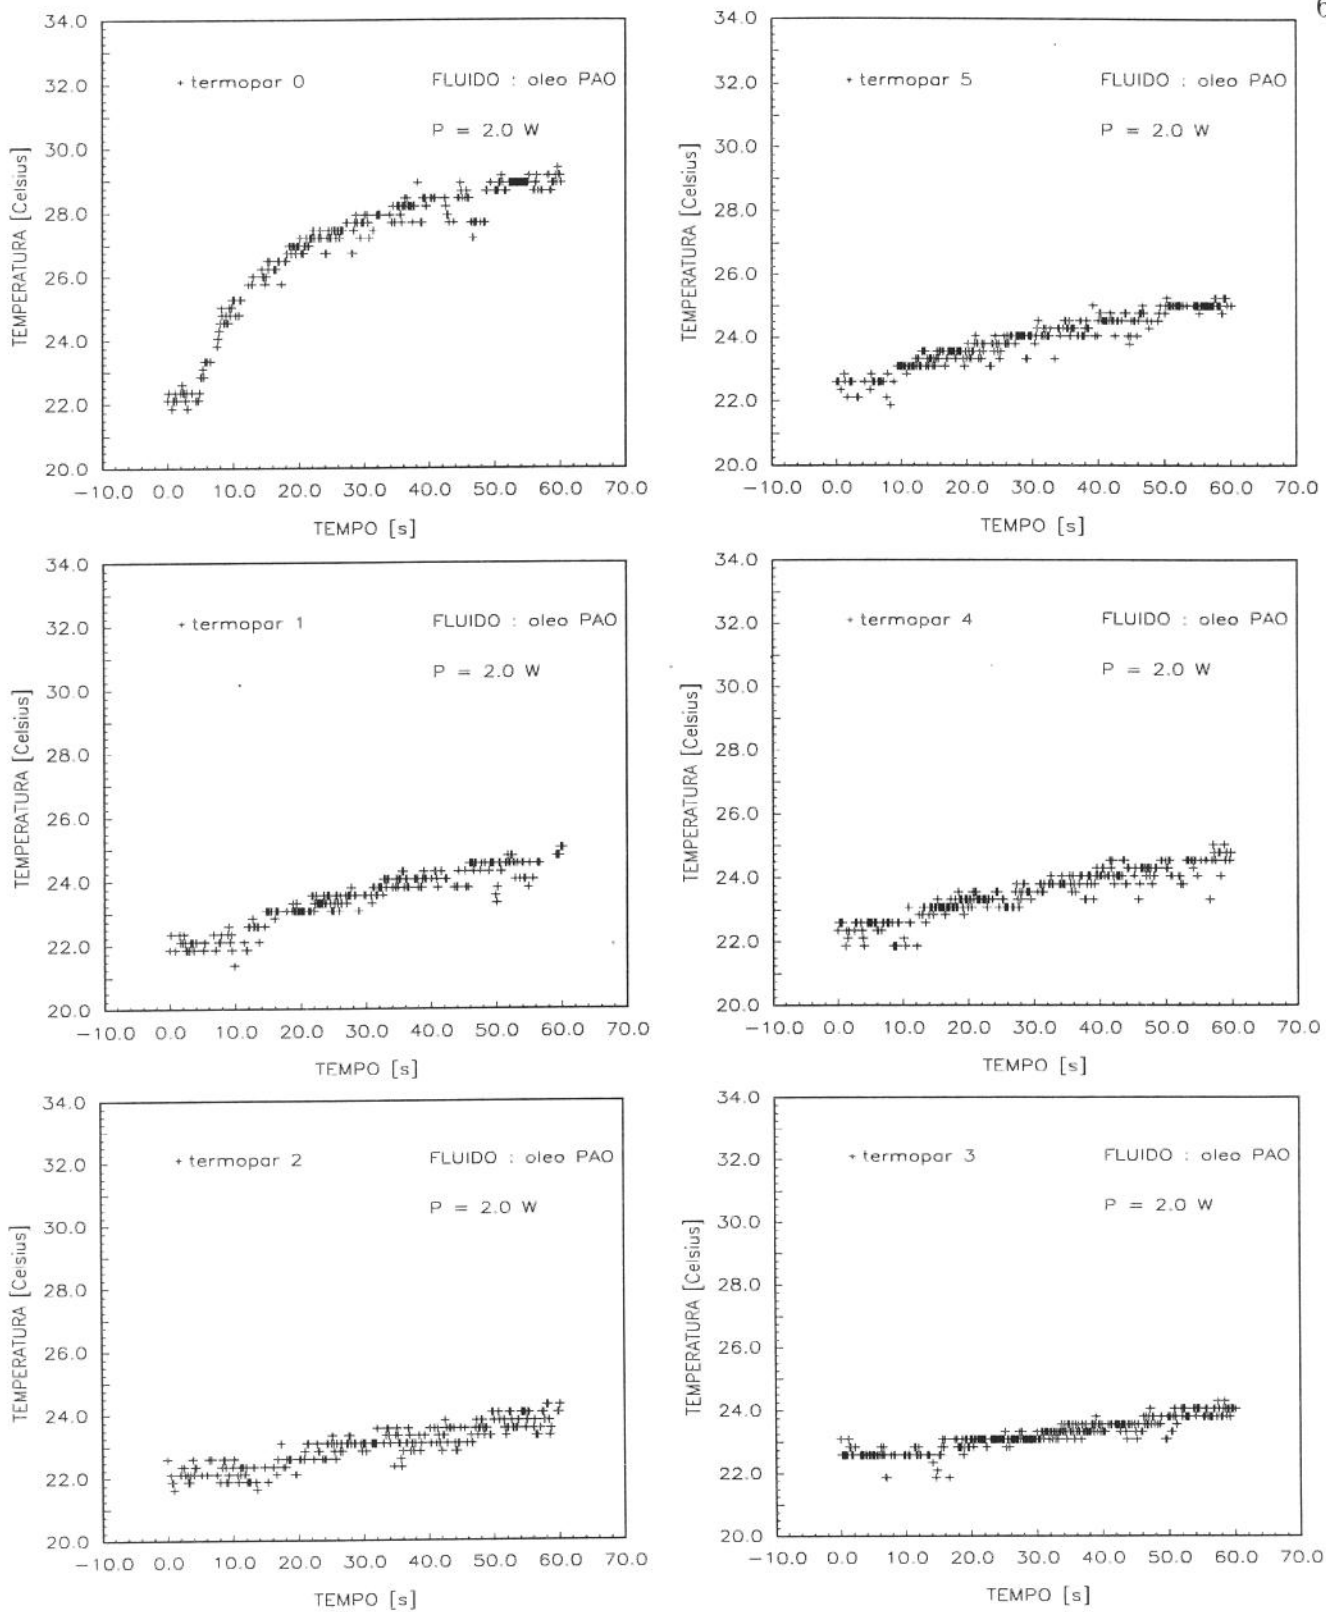 6
34.0
32.0
30.0
28.0
26.0
24.0
22.0
20.0
TEMPERATURA [Celsius]
+ termopar 0
FLUIDO : oleo PAO
P = 2.0 W
−10.0 0.0 10.0 20.0 30.0 40.0 50.0 60.0 70.0
TEMPO [s]
34.0
32.0
30.0
28.0
26.0
24.0
22.0
20.0
TEMPERATURA [Celsius]
+ termopar 5
FLUIDO : oleo PAO
P = 2.0 W
−10.0 0.0 10.0 20.0 30.0 40.0 50.0 60.0 70.0
TEMPO [s]
34.0
32.0
30.0
28.0
26.0
24.0
22.0
20.0
TEMPERATURA [Celsius]
+ termopar 1
FLUIDO : oleo PAO
P = 2.0 W
−10.0 0.0 10.0 20.0 30.0 40.0 50.0 60.0 70.0
TEMPO [s]
34.0
32.0
30.0
28.0
26.0
24.0
22.0
20.0
TEMPERATURA [Celsius]
+ termopar 4
FLUIDO : oleo PAO
P = 2.0 W
−10.0 0.0 10.0 20.0 30.0 40.0 50.0 60.0 70.0
TEMPO [s]
34.0
32.0
30.0
28.0
26.0
24.0
22.0
20.0
TEMPERATURA [Celsius]
+ termopar 2
FLUIDO : oleo PAO
P = 2.0 W
−10.0 0.0 10.0 20.0 30.0 40.0 50.0 60.0 70.0
TEMPO [s]
34.0
32.0
30.0
28.0
26.0
24.0
22.0
20.0
TEMPERATURA [Celsius]
+ termopar 3
FLUIDO : oleo PAO
P = 2.0 W
−10.0 0.0 10.0 20.0 30.0 40.0 50.0 60.0 70.0
TEMPO [s]